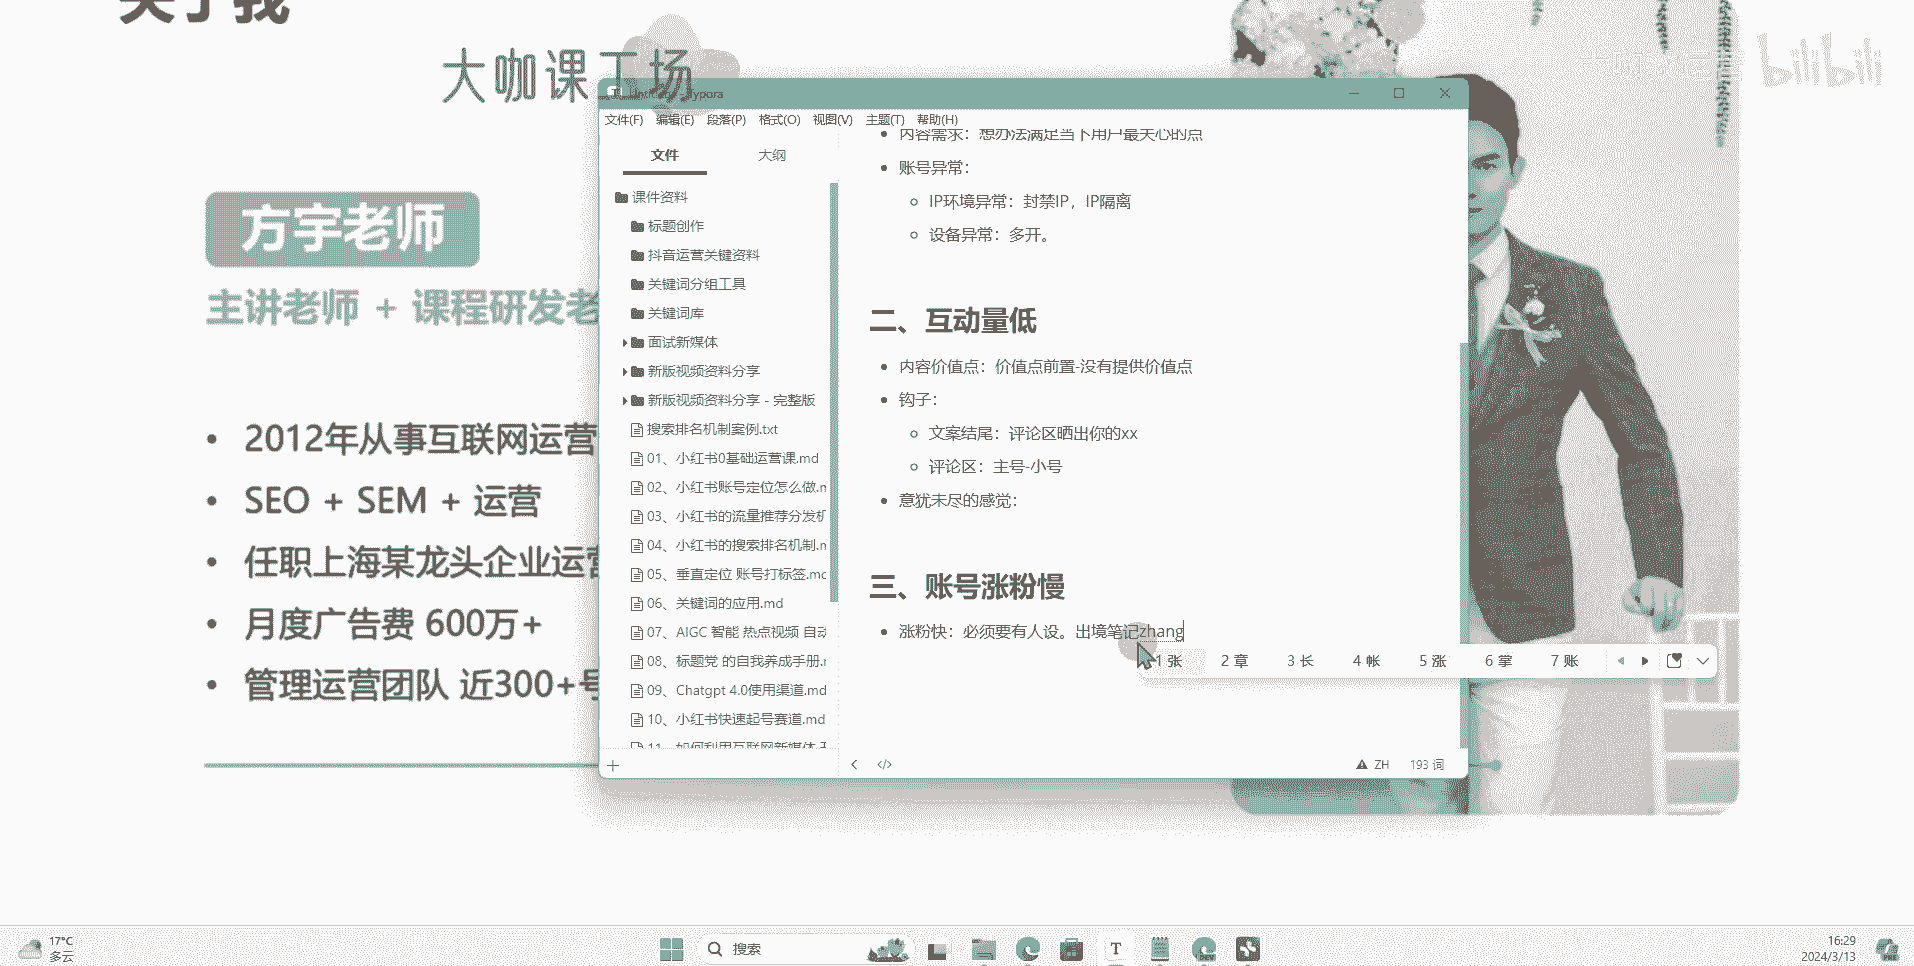 关于我
大咖课工场
bilibili
方宇老师
主讲老师 + 课程研发老
• 2012年从事互联网运营
• SEO + SEM + 运营
• 任职上海某龙头企业运营
• 月度广告费 600万+
• 管理运营团队 近300+号
文件(F) 编辑(E) 段落(P) 格式(O) 视图(V) 主题(T) 帮助(H)
文件 大纲
课件资料
标题创作
抖音运营关键资料
关键词分组工具
关键词库
面试新媒体
新版视频资料分享
新版视频资料分享 - 完整版
搜索排名机制案例.txt
01、小红书0基础运营课.md
02、小红书账号定位怎么做.m
03、小红书的流量推荐分发机
04、小红书的搜索排名机制.m
05、垂直定位 账号打标签.mc
06、关键词的应用.md
07、AIGC 智能 热点视频 自动
08、标题党 的自我养成手册.r
09、Chatgpt 4.0使用渠道.md
10、小红书快速起号赛道.md
11、如何利用互联网新媒体
• 内容需求：想办法满足当下用户最关心的点
• 账号异常：
IP环境异常：封禁IP，IP隔离
设备异常：多开。
二、互动量低
• 内容价值点：价值点前置-没有提供价值点
• 钩子：
文案结尾：评论区晒出你的xx
评论区：主号-小号
• 意犹未尽的感觉：
三、账号涨粉慢
• 涨粉快：必须要有人设。出境笔记zhang
1 张 2 章 3 长 4 帐 5 涨 6 掌 7 账
ZH 193 词
17°C
多云
搜索
16:29
2024/3/13